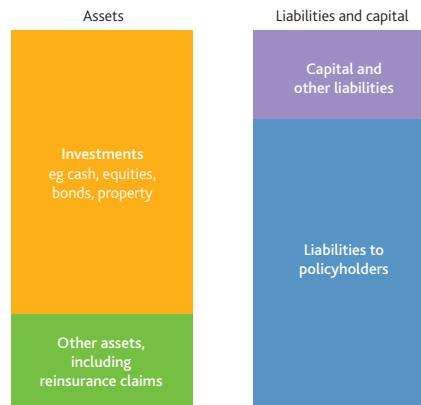 Assets
Investments
eg cash, equities,
bonds, property
Other assets,
including
reinsurance claims
Liabilities and capital
Capital and
other liabilities
Liabilities to
policyholders